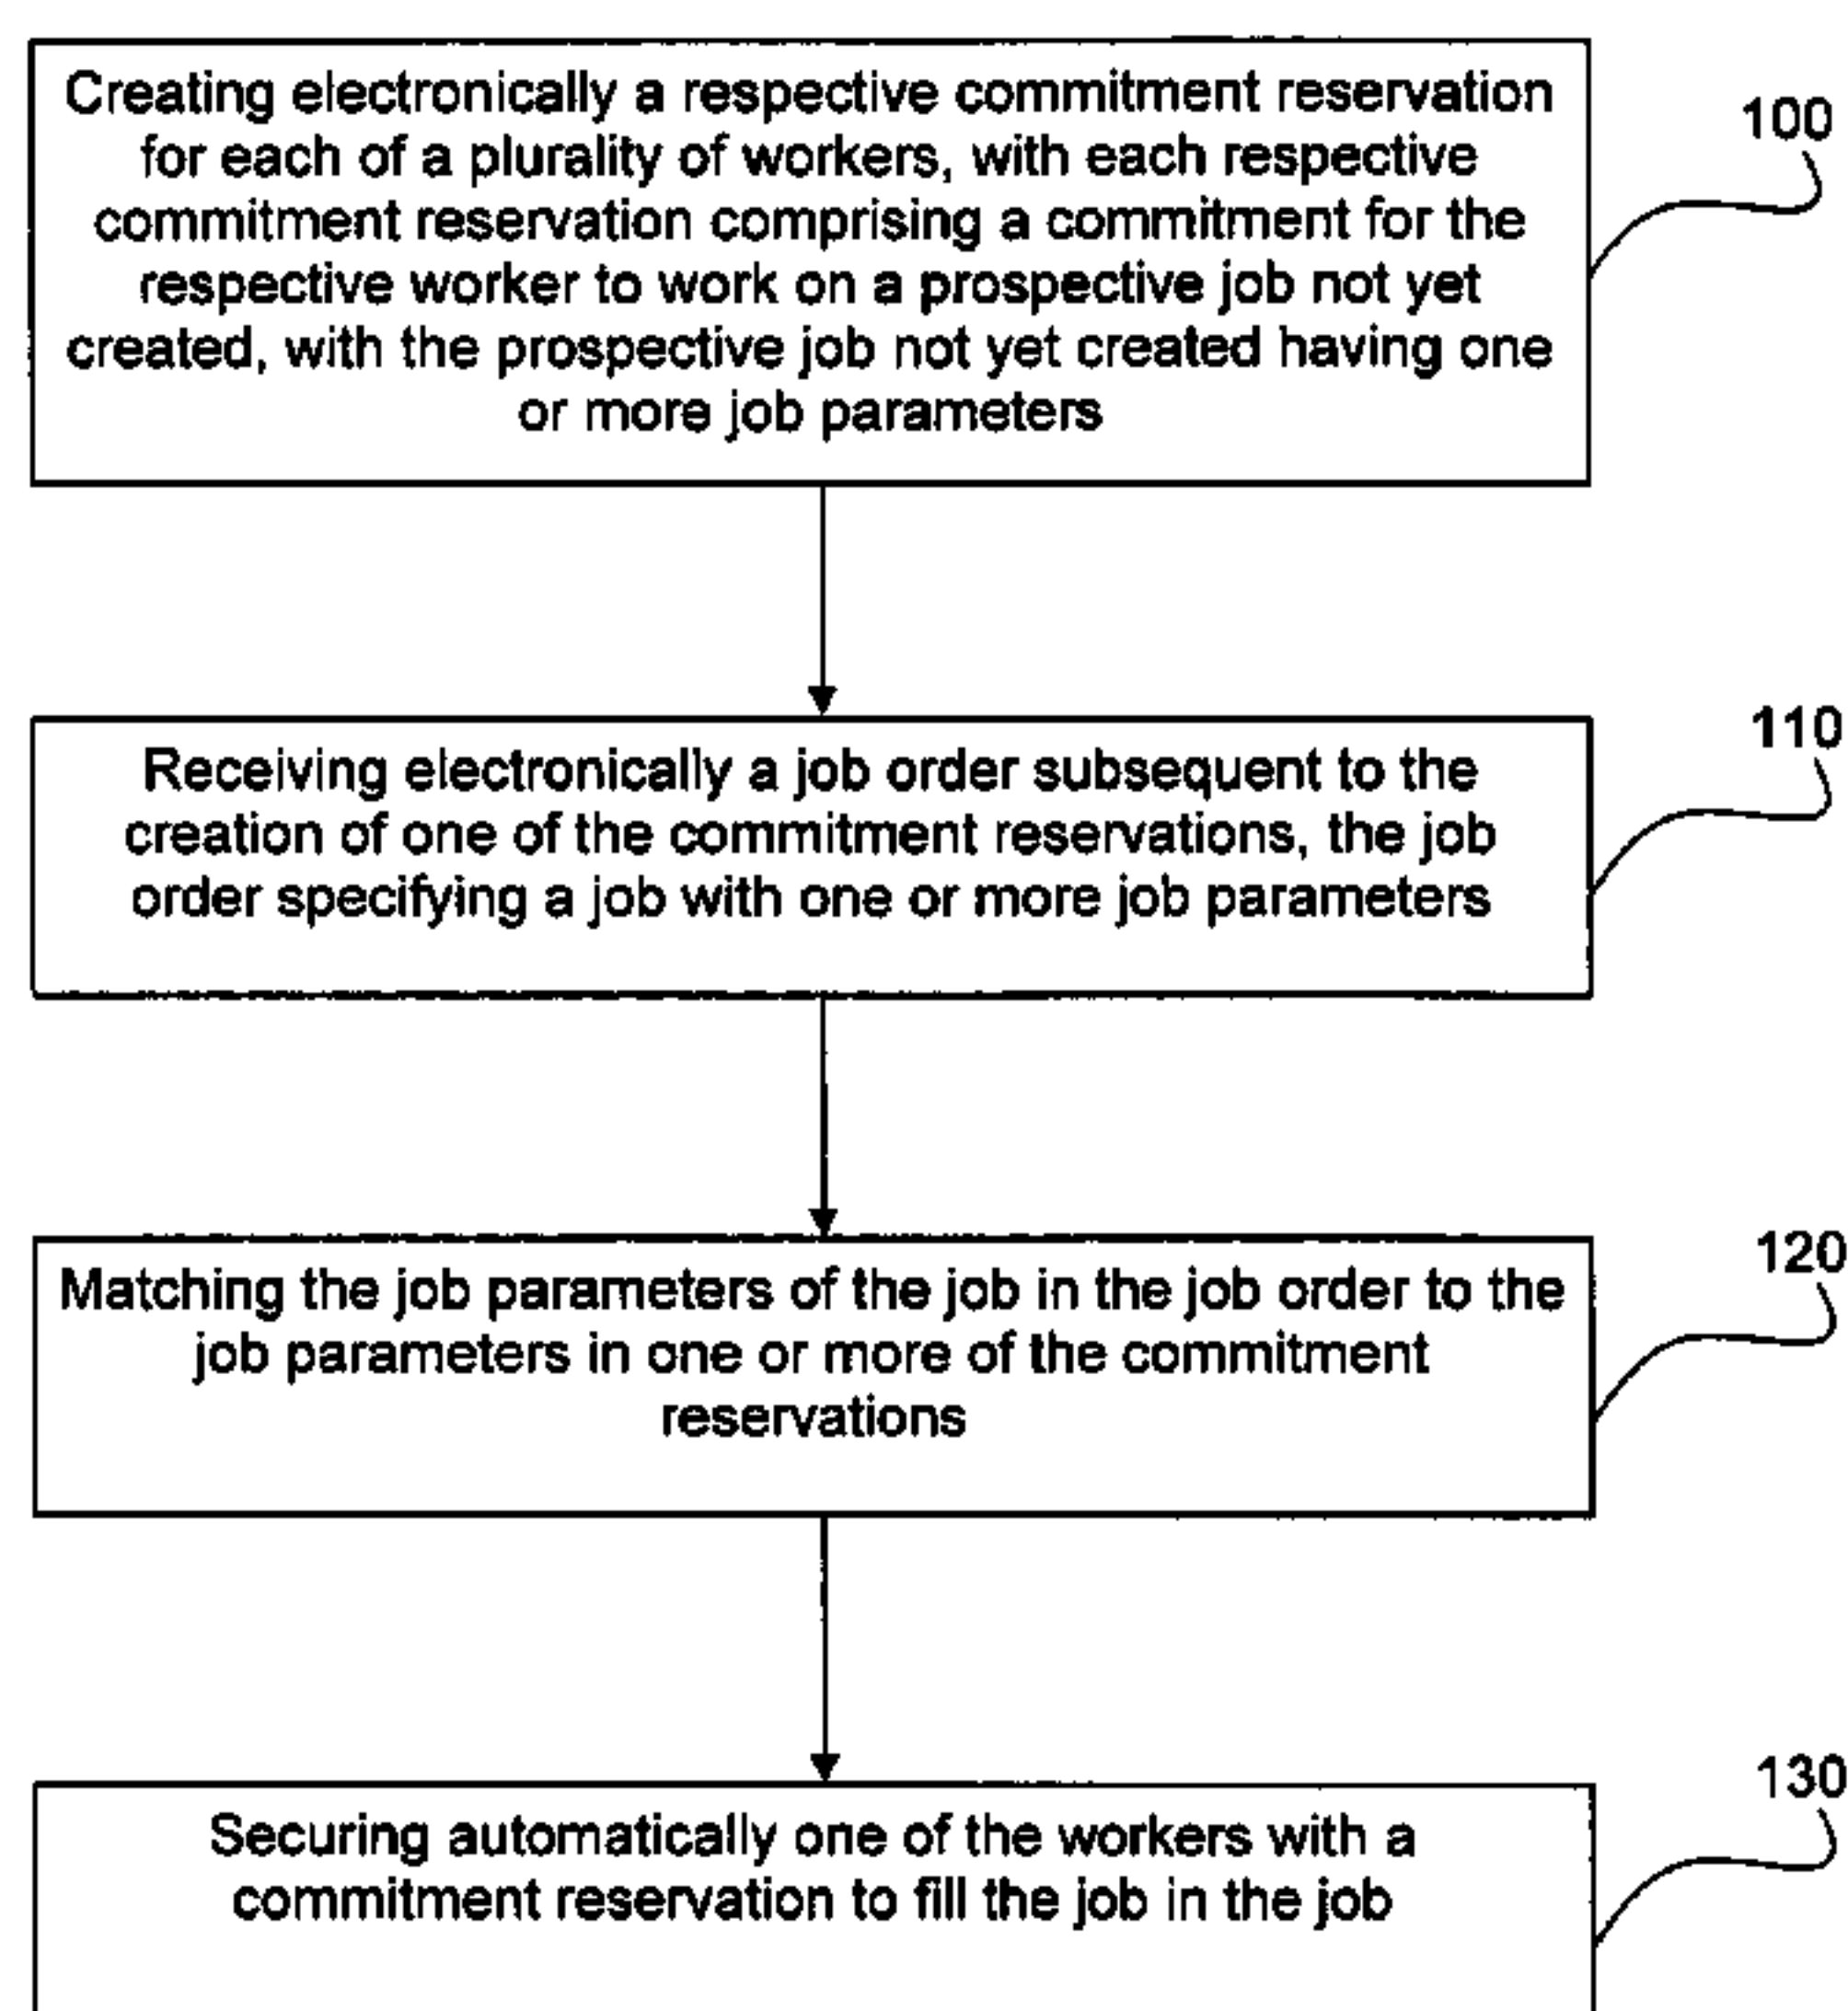 Creating electronically a respective commitment reservation
for each of a plurality of workers, with each respective
commitment reservation comprising a commitment for the
respective worker to work on a prospective job not yet
created, with the prospective job not yet created having one
or more job parameters
100
Receiving electronically a job order subsequent to the
creation of one of the commitment reservations, the job
order specifying a job with one or more job parameters
110
Matching the job parameters of the job in the job order to the
job parameters in one or more of the commitment
reservations
120
Securing automatically one of the workers with a
commitment reservation to fill the job in the job
130